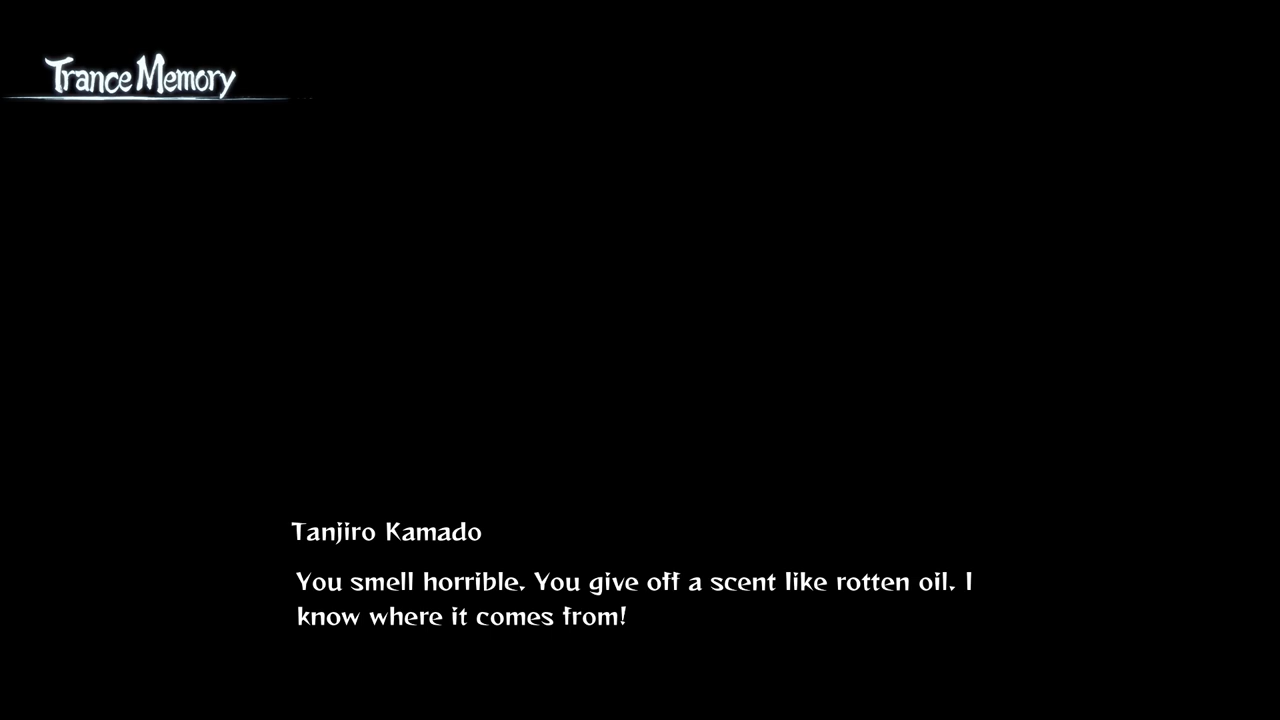 Trance Memory
Tanjiro Kamado
You smell horrible. You give off a scent like rotten oil. I
know where it comes from!